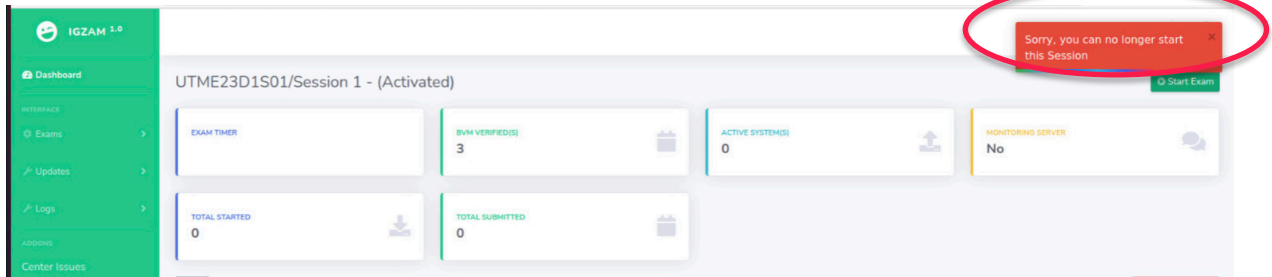 IGZAM 1.0
Sorry, you can no longer start ×
this Session
Dashboard
UTME23D1S01/Session 1 - (Activated)
Start Exam
INTERFACE
Exams
Updates
Logs
ADDONS
Center Issues
EXAM TIMER
BVM VERIFIED(S)
3
ACTIVE SYSTEM(S)
0
MONITORING SERVER
No
TOTAL STARTED
0
TOTAL SUBMITTED
0